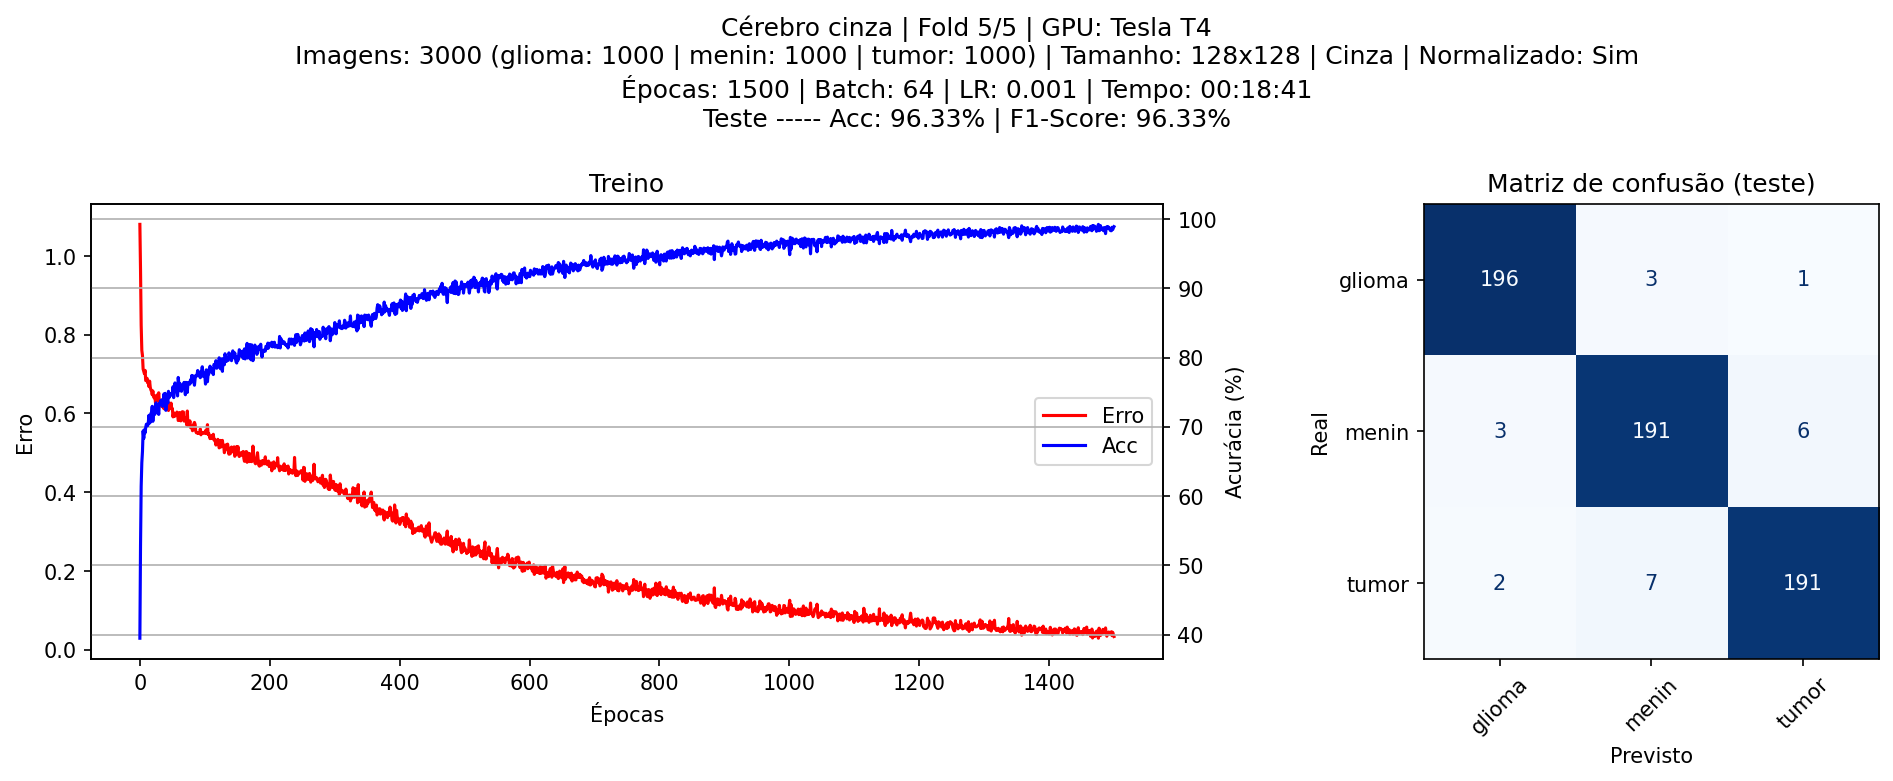 Cérebro cinza | Fold 5/5 | GPU: Tesla T4
Imagens: 3000 (glioma: 1000 | menin: 1000 | tumor: 1000) | Tamanho: 128x128 | Cinza | Normalizado: Sim
Épocas: 1500 | Batch: 64 | LR: 0.001 | Tempo: 00:18:41
Teste ----- Acc: 96.33% | F1-Score: 96.33%
Treino
Erro
1.0
0.8
0.6
0.4
0.2
0.0
0 200 400 600 800 1000 1200 1400
Épocas
100
90
80
70
60
50
40
Acurácia (%)
Erro
Acc
Matriz de confusão (teste)
Real
glioma 196 3 1
menin 3 191 6
tumor 2 7 191
glioma menin tumor
Previsto